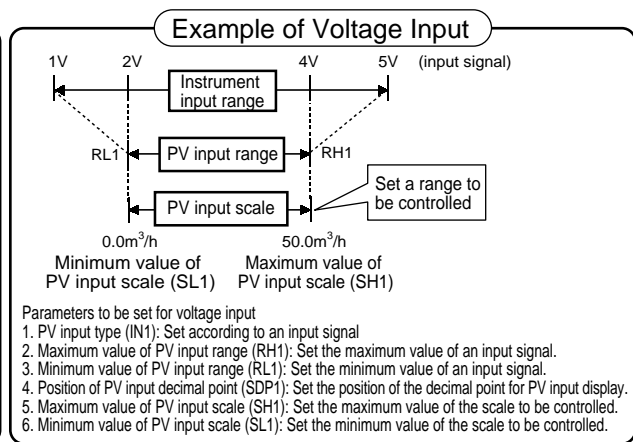 Example of Voltage Input
1V 2V 4V 5V (input signal)
Instrument
input range
RL1 PV input range RH1
PV input scale
Set a range to
be controlled
0.0m³/h 50.0m³/h
Minimum value of Maximum value of
PV input scale (SL1) PV input scale (SH1)
Parameters to be set for voltage input
1. PV input type (IN1): Set according to an input signal
2. Maximum value of PV input range (RH1): Set the maximum value of an input signal.
3. Minimum value of PV input range (RL1): Set the minimum value of an input signal.
4. Position of PV input decimal point (SDP1): Set the position of the decimal point for PV input display.
5. Maximum value of PV input scale (SH1): Set the maximum value of the scale to be controlled.
6. Minimum value of PV input scale (SL1): Set the minimum value of the scale to be controlled.